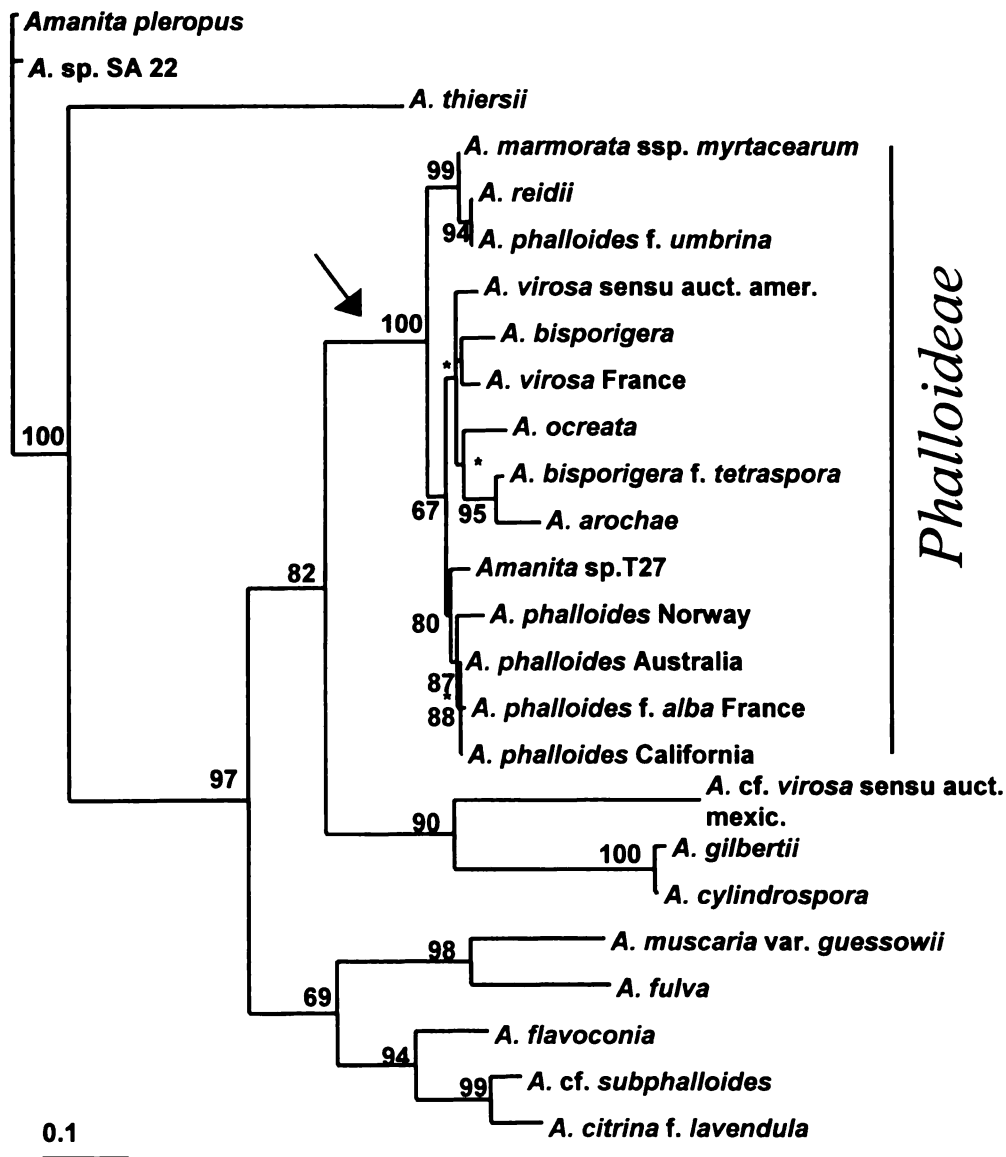 Amanita pleropus
A. sp. SA 22
A. thiersii
A. marmorata ssp. myrtacearum
99
A. reidii
94
A. phalloides f. umbrina
A. virosa sensu auct. amer.
100
A. bisporigera
*
A. virosa France
A. ocreata
100
*
A. bisporigera f. tetraspora
67
95
A. arochae
Phalloideae
82
Amanita sp.T27
80
A. phalloides Norway
A. phalloides Australia
87
*
88
A. phalloides f. alba France
A. phalloides California
97
A. cf. virosa sensu auct.
mexic.
90
100
A. gilbertii
A. cylindrospora
A. muscaria var. guessowii
98
A. fulva
69
A. flavoconia
94
A. cf. subphalloides
99
A. citrina f. lavendula
0.1